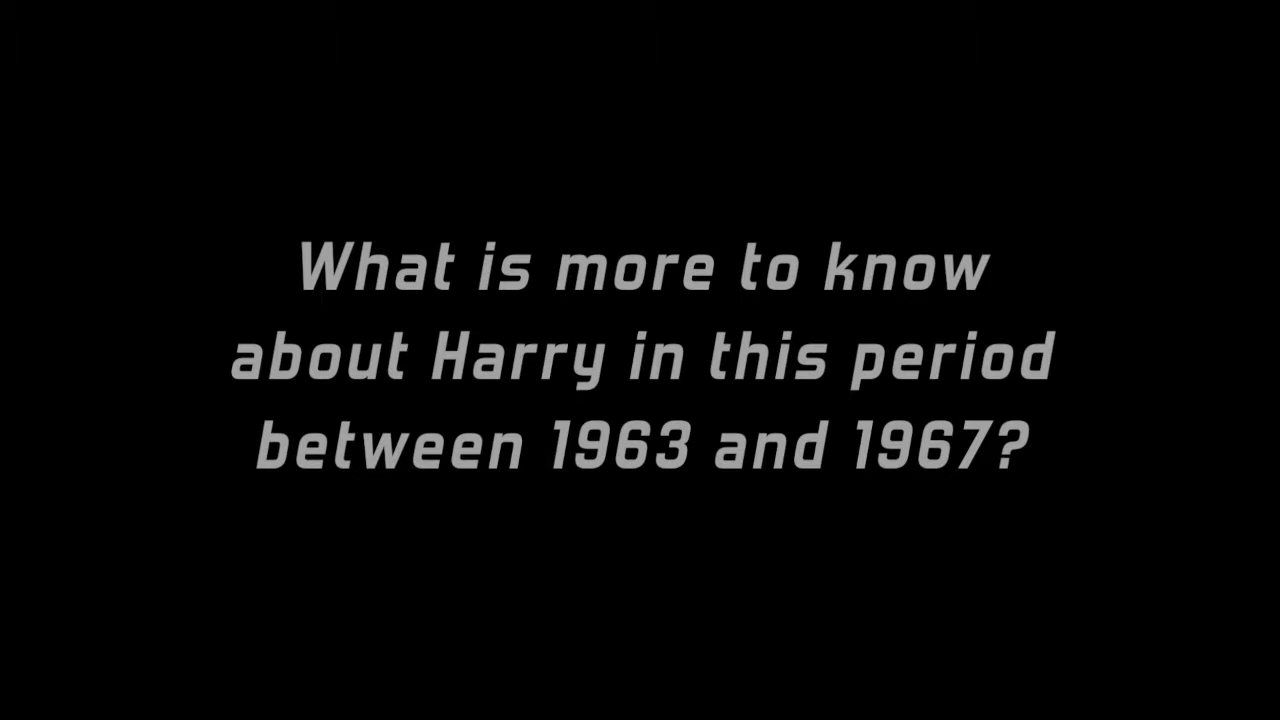 What is more to know
about Harry in this period
between 1963 and 1967?